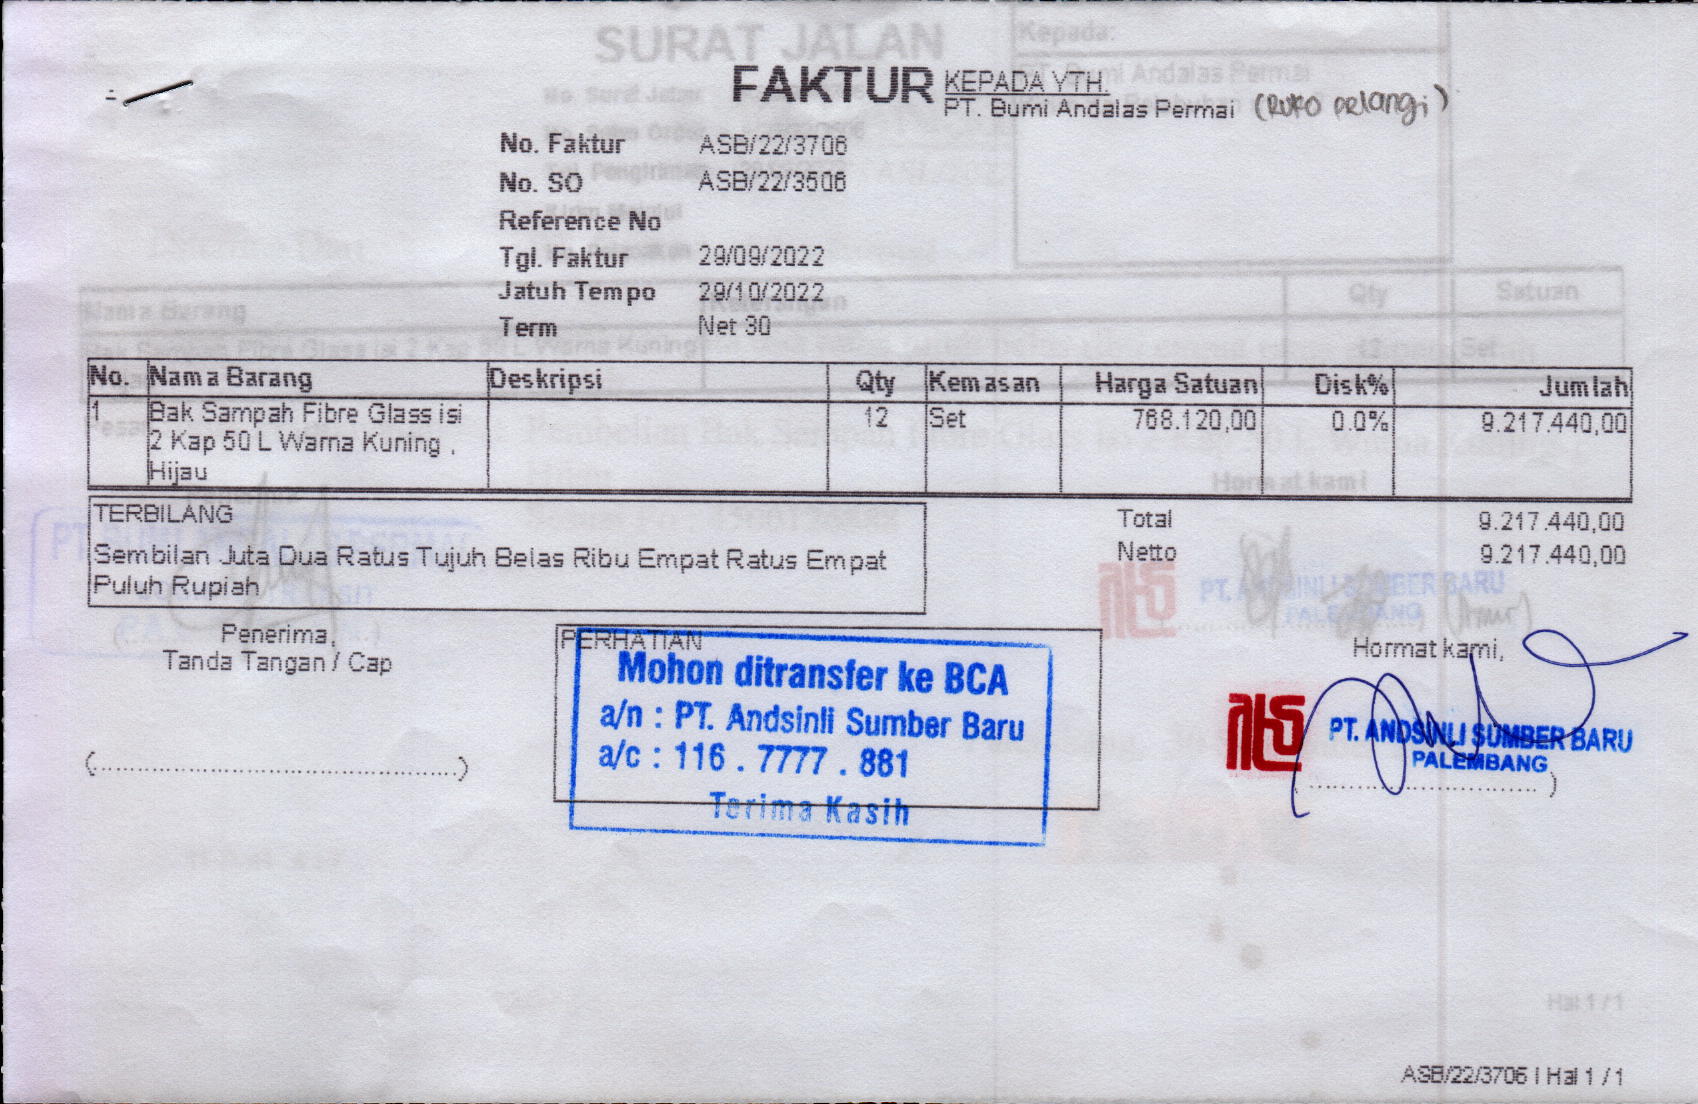 SURAT JALAN
Kepada:
FAKTUR
KEPADA YTH.
PT. Bumi Andalas Permai (Ruko Pelangi)
No. Faktur ASB/22/3706
No. SO ASB/22/3506
Reference No
Tgl. Faktur 29/09/2022
Jatuh Tempo 29/10/2022
Term Net 30
No. Nama Barang Deskripsi Qty Kemasan Harga Satuan Disk% Jumlah
1 Bak Sampah Fibre Glass isi 12 Set 768.120,00 0.0% 9.217.440,00
2 Kap 50 L Warna Kuning ,
Hijau
TERBILANG
Sembilan Juta Dua Ratus Tujuh Belas Ribu Empat Ratus Empat
Puluh Rupiah
Total 9.217.440,00
Netto 9.217.440,00
Penerima,
Tanda Tangan / Cap
(....................)
PERHATIAN
Mohon ditransfer ke BCA
a/n : PT. Andsinli Sumber Baru
a/c : 116 . 7777 . 881
Terima Kasih
Hormat kami,
PT. ANDSINLI SUMBER BARU
PALEMBANG
Hal 1 / 1
ASB/22/3706 | Hal 1 / 1